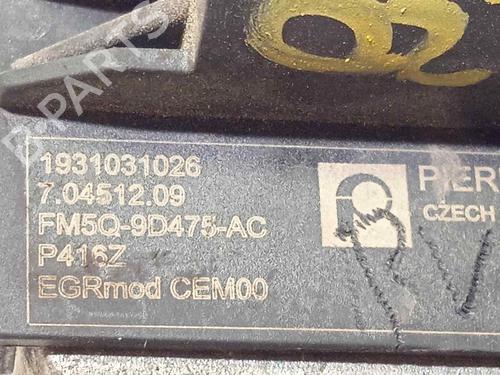 1931031026
7.04512.09
FM5Q-9D475-AC
P416Z
EGRmod CEM00
PIER
CZECH
B-PARTS